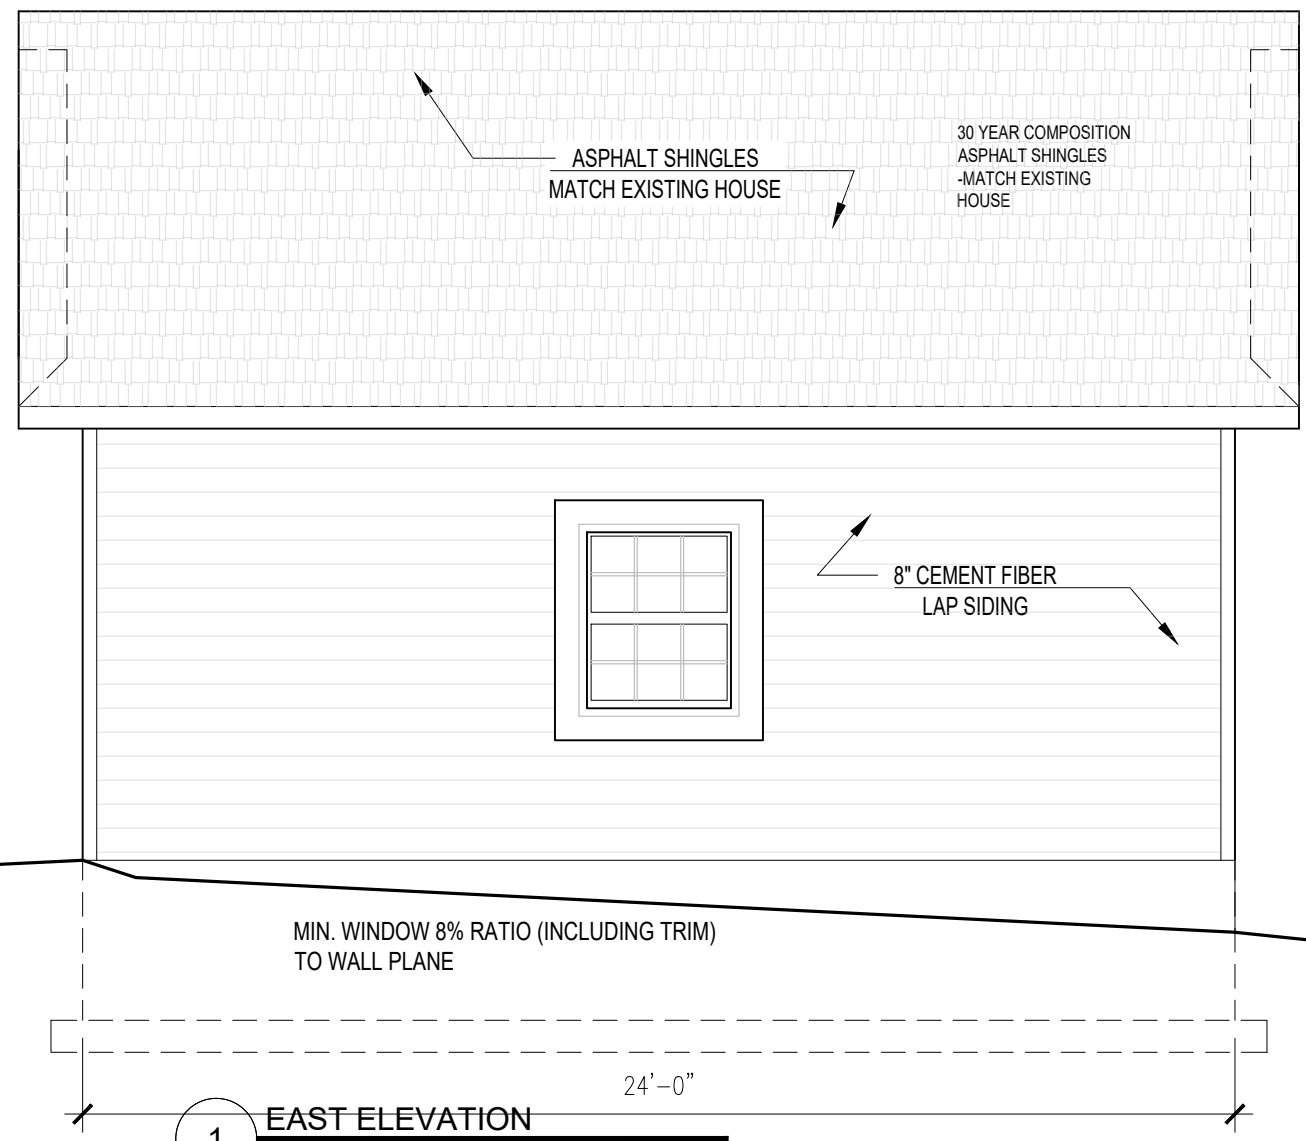 30 YEAR COMPOSITION
ASPHALT SHINGLES
-MATCH EXISTING
HOUSE
ASPHALT SHINGLES
MATCH EXISTING HOUSE
8" CEMENT FIBER
LAP SIDING
MIN. WINDOW 8% RATIO (INCLUDING TRIM)
TO WALL PLANE
24'-0"
1
EAST ELEVATION